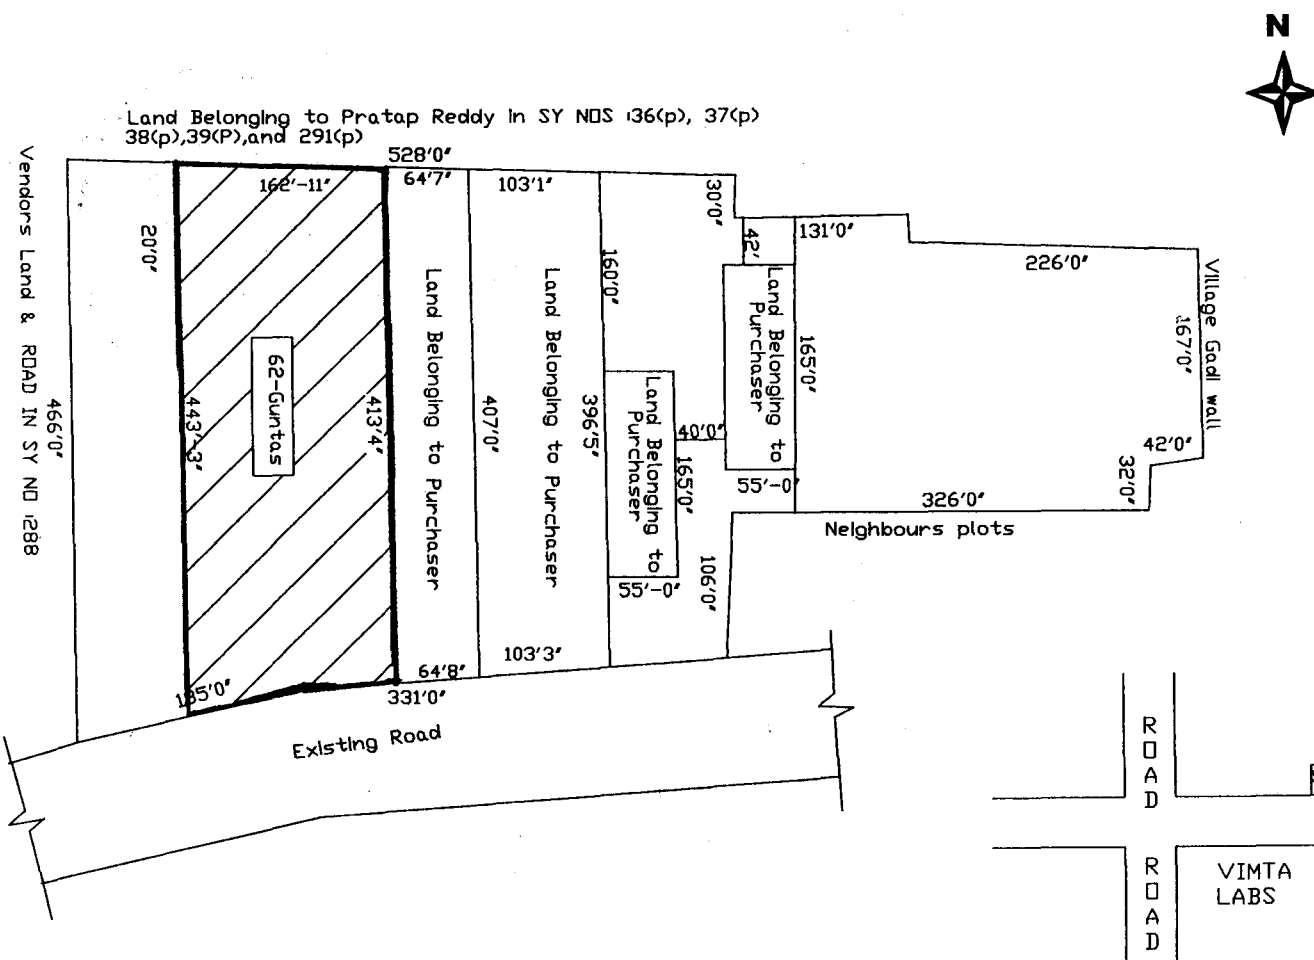 N
Land Belonging to Pratap Reddy in SY NOS 136(p), 37(p)
38(p),39(P),and 291(p)
528'0"
162'-11"
64'7"
103'1"
30'0"
42'
131'0"
226'0"
Vendors Land & ROAD IN SY NO 1288
20'0"
466'0"
443'-3"
62-Guntas
413'4"
Land Belonging to Purchaser
407'0"
Land Belonging to Purchaser
160'0"
396'5"
Land Belonging to
Purchaser
165'0"
40'0"
55'-0"
Land Belonging to
Purchaser
165'0"
55'-0"
Village Gadi wall
167'0"
42'0"
32'0"
326'0"
Neighbours plots
106'0"
103'3"
64'8"
331'0"
Existing Road
ROAD
ROAD
VIMTA
LABS